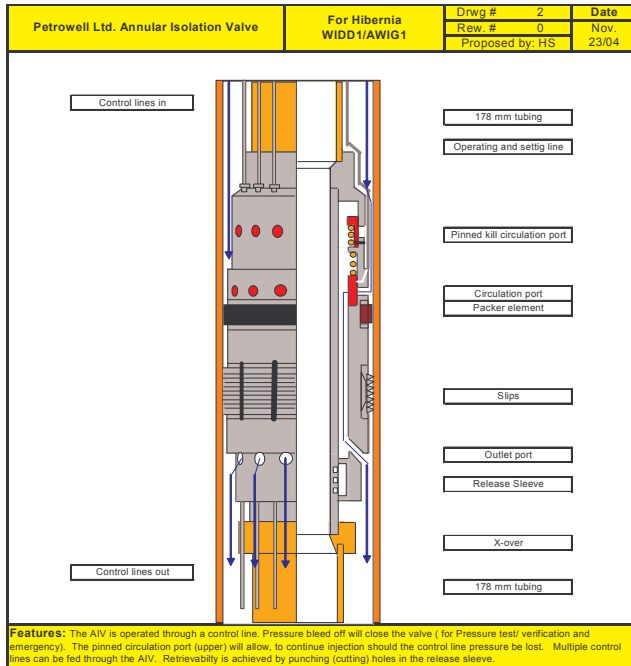 Petrowell Ltd. Annular Isolation Valve
For Hibernia
WIDD1/AWIG1
Drwg # 2
Rew. # 0
Proposed by: HS
Date
Nov.
23/04
Control lines in
178 mm tubing
Operating and settig line
Pinned kill circulation port
Circulation port
Packer element
Slips
Outlet port
Release Sleeve
X-over
Control lines out
178 mm tubing
Features: The AIV is operated through a control line. Pressure bleed off will close the valve ( for Pressure test/ verification and
emergency). The pinned circulation port (upper) will allow, to continue injection should the control line pressure be lost. Multiple control
lines can be fed through the AIV. Retrievabilty is achieved by punching (cutting) holes in the release sleeve.